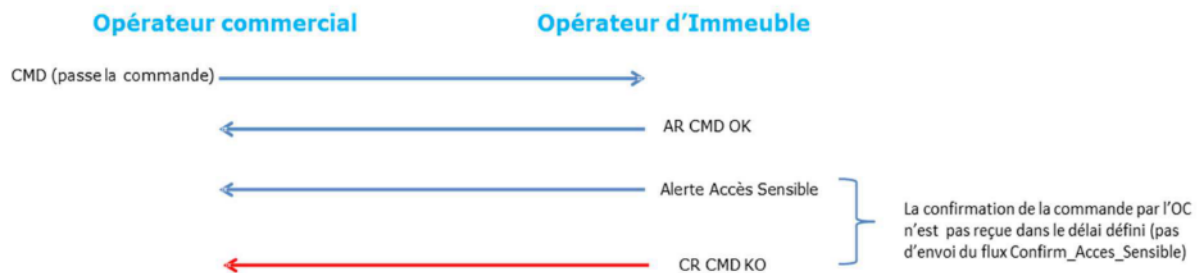 Opérateur commercial
Opérateur d'Immeuble
CMD (passe la commande)
AR CMD OK
Alerte Accès Sensible
La confirmation de la commande par l'OC
n'est pas reçue dans le délai défini (pas
d'envoi du flux Confirm_Acces_Sensible)
CR CMD KO